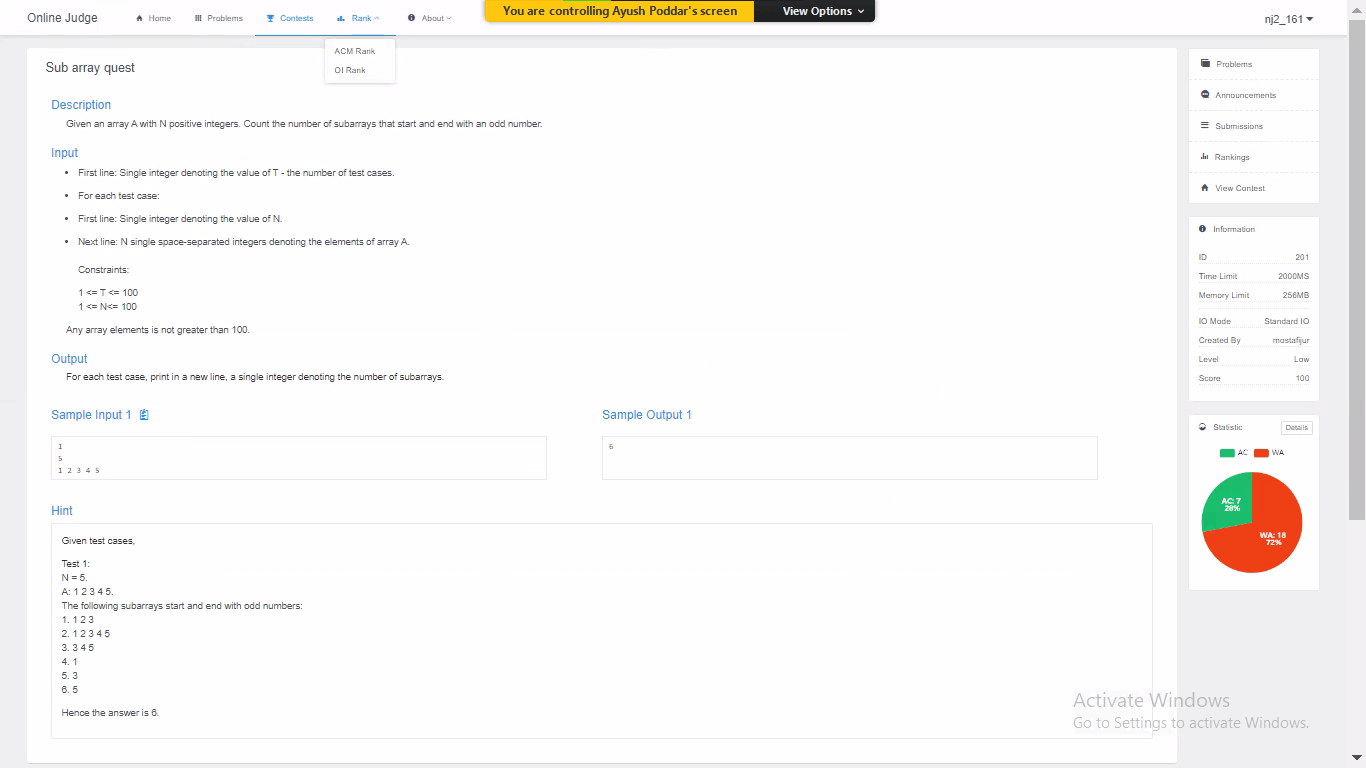 Online Judge
Home
Problems
Contests
Rank
About
You are controlling Ayush Poddar's screen
View Options
nj2_161
ACM Rank
OI Rank
Sub array quest
Description
Given an array A with N positive integers. Count the number of subarrays that start and end with an odd number.
Input
• First line: Single integer denoting the value of T - the number of test cases.
• For each test case:
• First line: Single integer denoting the value of N.
• Next line: N single space-separated integers denoting the elements of array A.
Constraints:
1 <= T <= 100
1 <= N<= 100
Any array elements is not greater than 100.
Output
For each test case, print in a new line, a single integer denoting the number of subarrays.
Sample Input 1
1
5
1 2 3 4 5
Sample Output 1
6
Hint
Given test cases,
Test 1:
N = 5.
A: 1 2 3 4 5.
The following subarrays start and end with odd numbers:
1. 1 2 3
2. 1 2 3 4 5
3. 3 4 5
4. 1
5. 3
6. 5
Hence the answer is 6.
Problems
Announcements
Submissions
Rankings
View Contest
Information
ID 201
Time Limit 2000MS
Memory Limit 256MB
IO Mode Standard IO
Created By mostafijur
Level Low
Score 100
Statistic Details
AC WA
AC: 7
28%
WA: 18
72%
Activate Windows
Go to Settings to activate Windows.